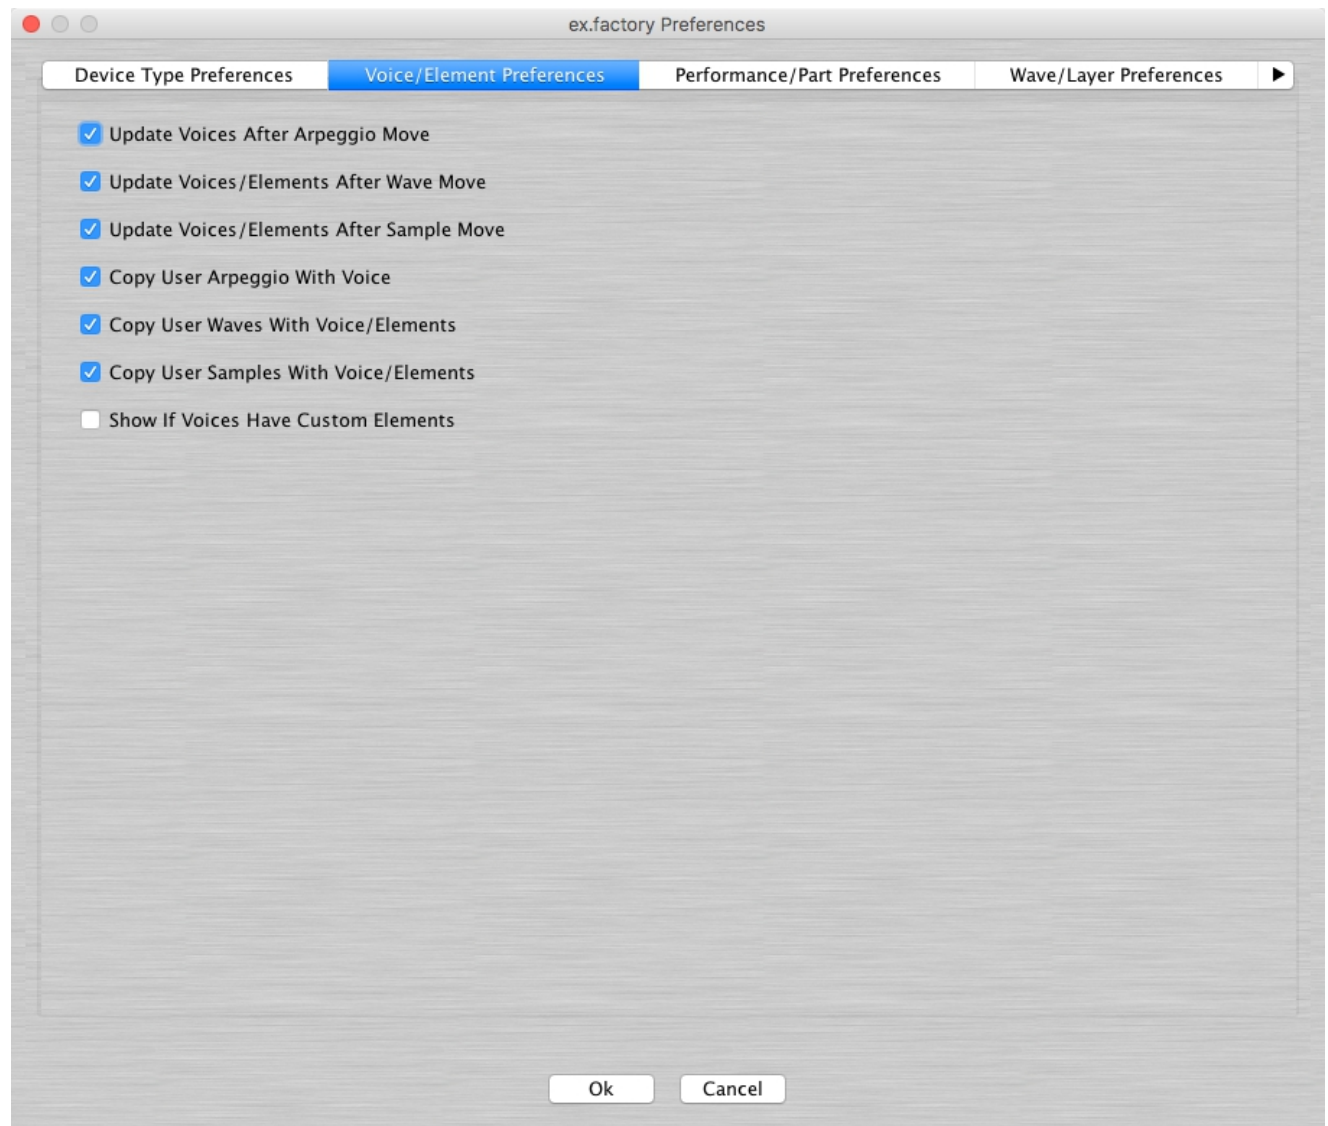 ex.factory Preferences
Device Type Preferences Voice/Element Preferences Performance/Part Preferences Wave/Layer Preferences
Update Voices After Arpeggio Move
Update Voices/Elements After Wave Move
Update Voices/Elements After Sample Move
Copy User Arpeggio With Voice
Copy User Waves With Voice/Elements
Copy User Samples With Voice/Elements
Show If Voices Have Custom Elements
Ok Cancel